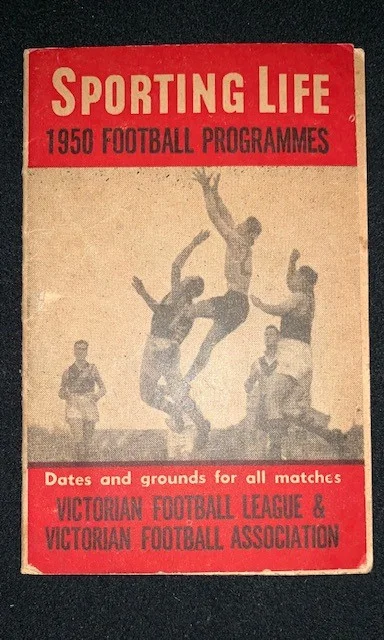 SPORTING LIFE
1950 FOOTBALL PROGRAMMES
Dates and grounds for all matches
VICTORIAN FOOTBALL LEAGUE &
VICTORIAN FOOTBALL ASSOCIATION